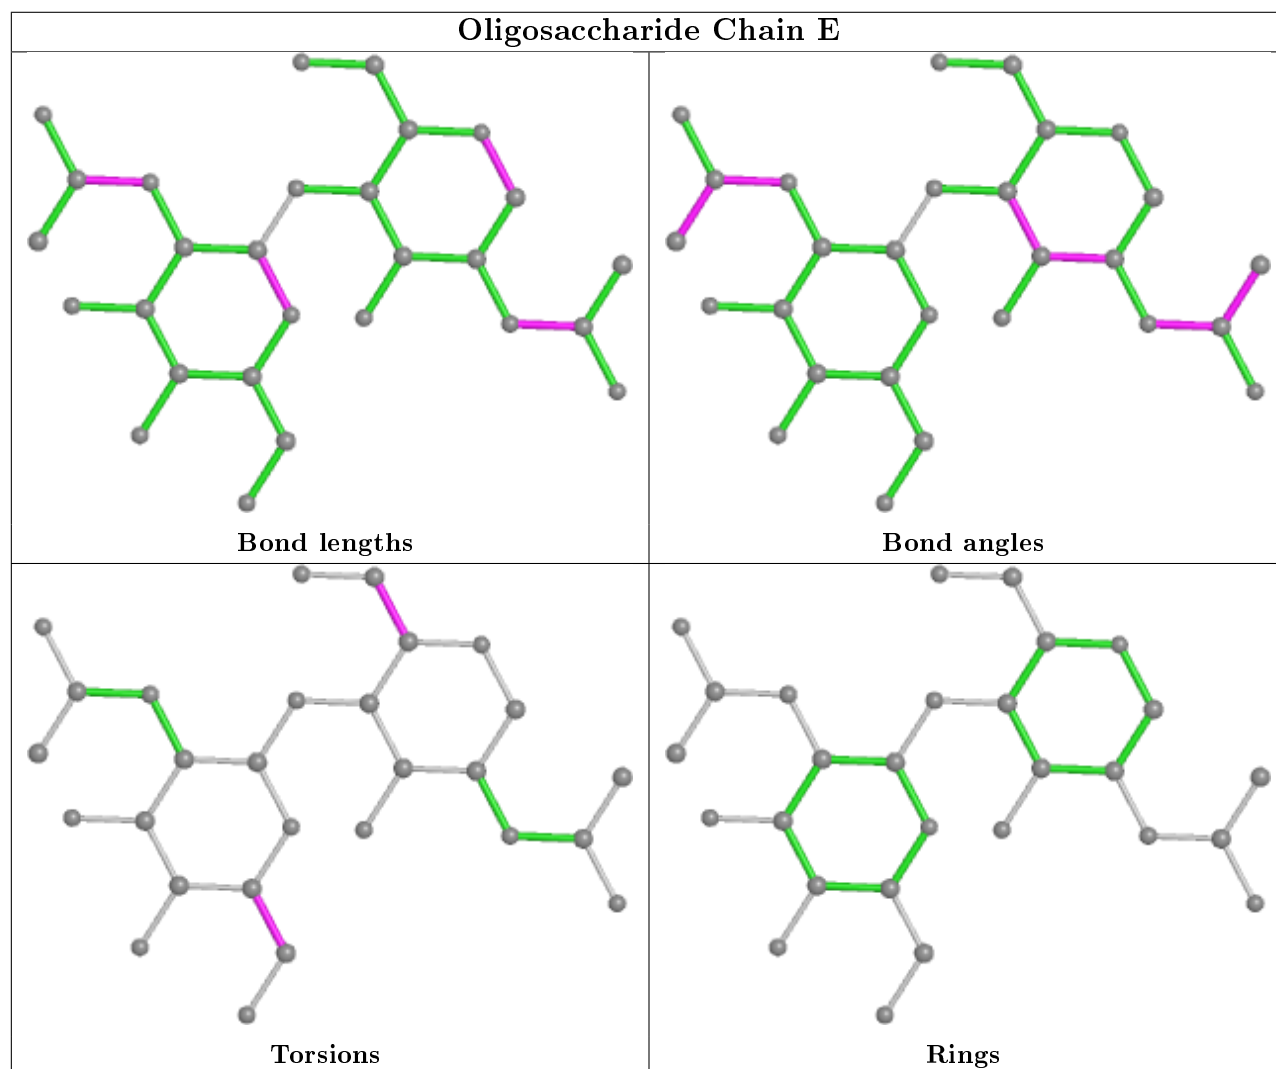 Oligosaccharide Chain E
Bond lengths
Bond angles
Torsions
Rings